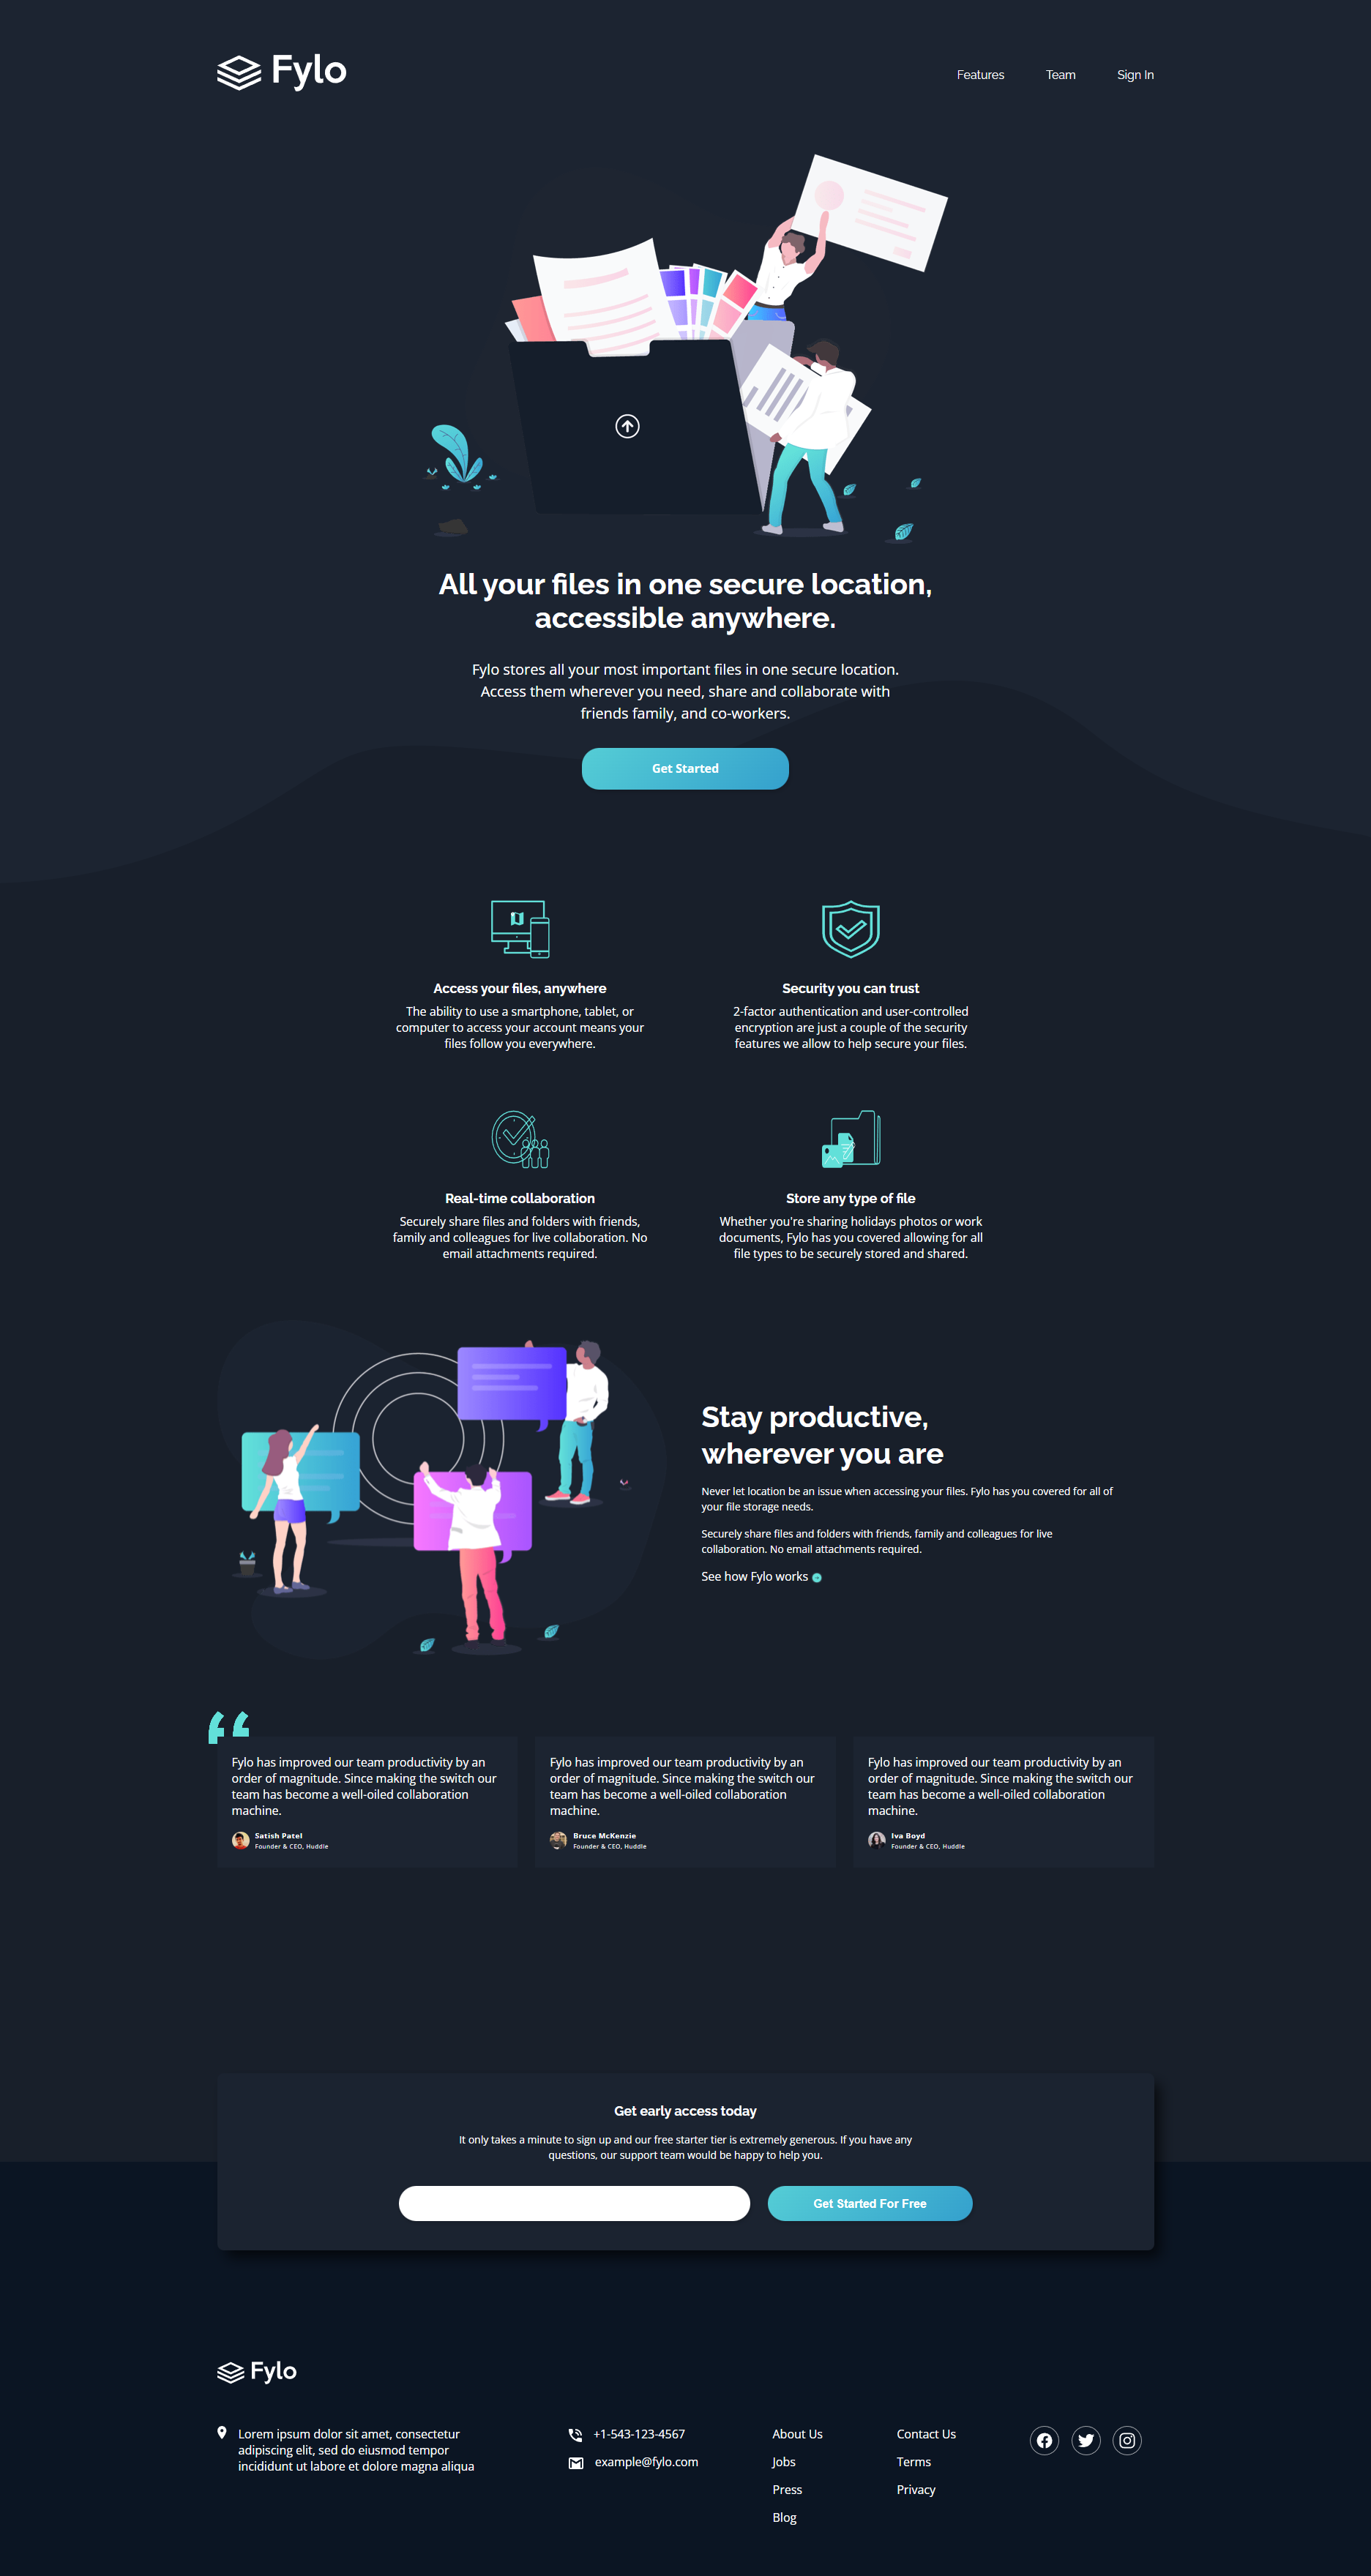 Fylo
Features
Team
Sign In
All your files in one secure location,
accessible anywhere.
Fylo stores all your most important files in one secure location.
Access them wherever you need, share and collaborate with
friends family, and co-workers.
Get Started
Access your files, anywhere
The ability to use a smartphone, tablet, or
computer to access your account means your
files follow you everywhere.
Security you can trust
2-factor authentication and user-controlled
encryption are just a couple of the security
features we allow to help secure your files.
Real-time collaboration
Securely share files and folders with friends,
family and colleagues for live collaboration. No
email attachments required.
Store any type of file
Whether you're sharing holidays photos or work
documents, Fylo has you covered allowing for all
file types to be securely stored and shared.
Stay productive,
wherever you are
Never let location be an issue when accessing your files. Fylo has you covered for all of
your file storage needs.
Securely share files and folders with friends, family and colleagues for live
collaboration. No email attachments required.
See how Fylo works
Fylo has improved our team productivity by an
order of magnitude. Since making the switch our
team has become a well-oiled collaboration
machine.
Satish Patel
Founder & CEO, Huddle
Fylo has improved our team productivity by an
order of magnitude. Since making the switch our
team has become a well-oiled collaboration
machine.
Bruce McKenzie
Founder & CEO, Huddle
Fylo has improved our team productivity by an
order of magnitude. Since making the switch our
team has become a well-oiled collaboration
machine.
Iva Boyd
Founder & CEO, Huddle
Get early access today
It only takes a minute to sign up and our free starter tier is extremely generous. If you have any
questions, our support team would be happy to help you.
Get Started For Free
Fylo
Lorem ipsum dolor sit amet, consectetur
adipiscing elit, sed do eiusmod tempor
incididunt ut labore et dolore magna aliqua
+1-543-123-4567
example@fylo.com
About Us
Jobs
Press
Blog
Contact Us
Terms
Privacy